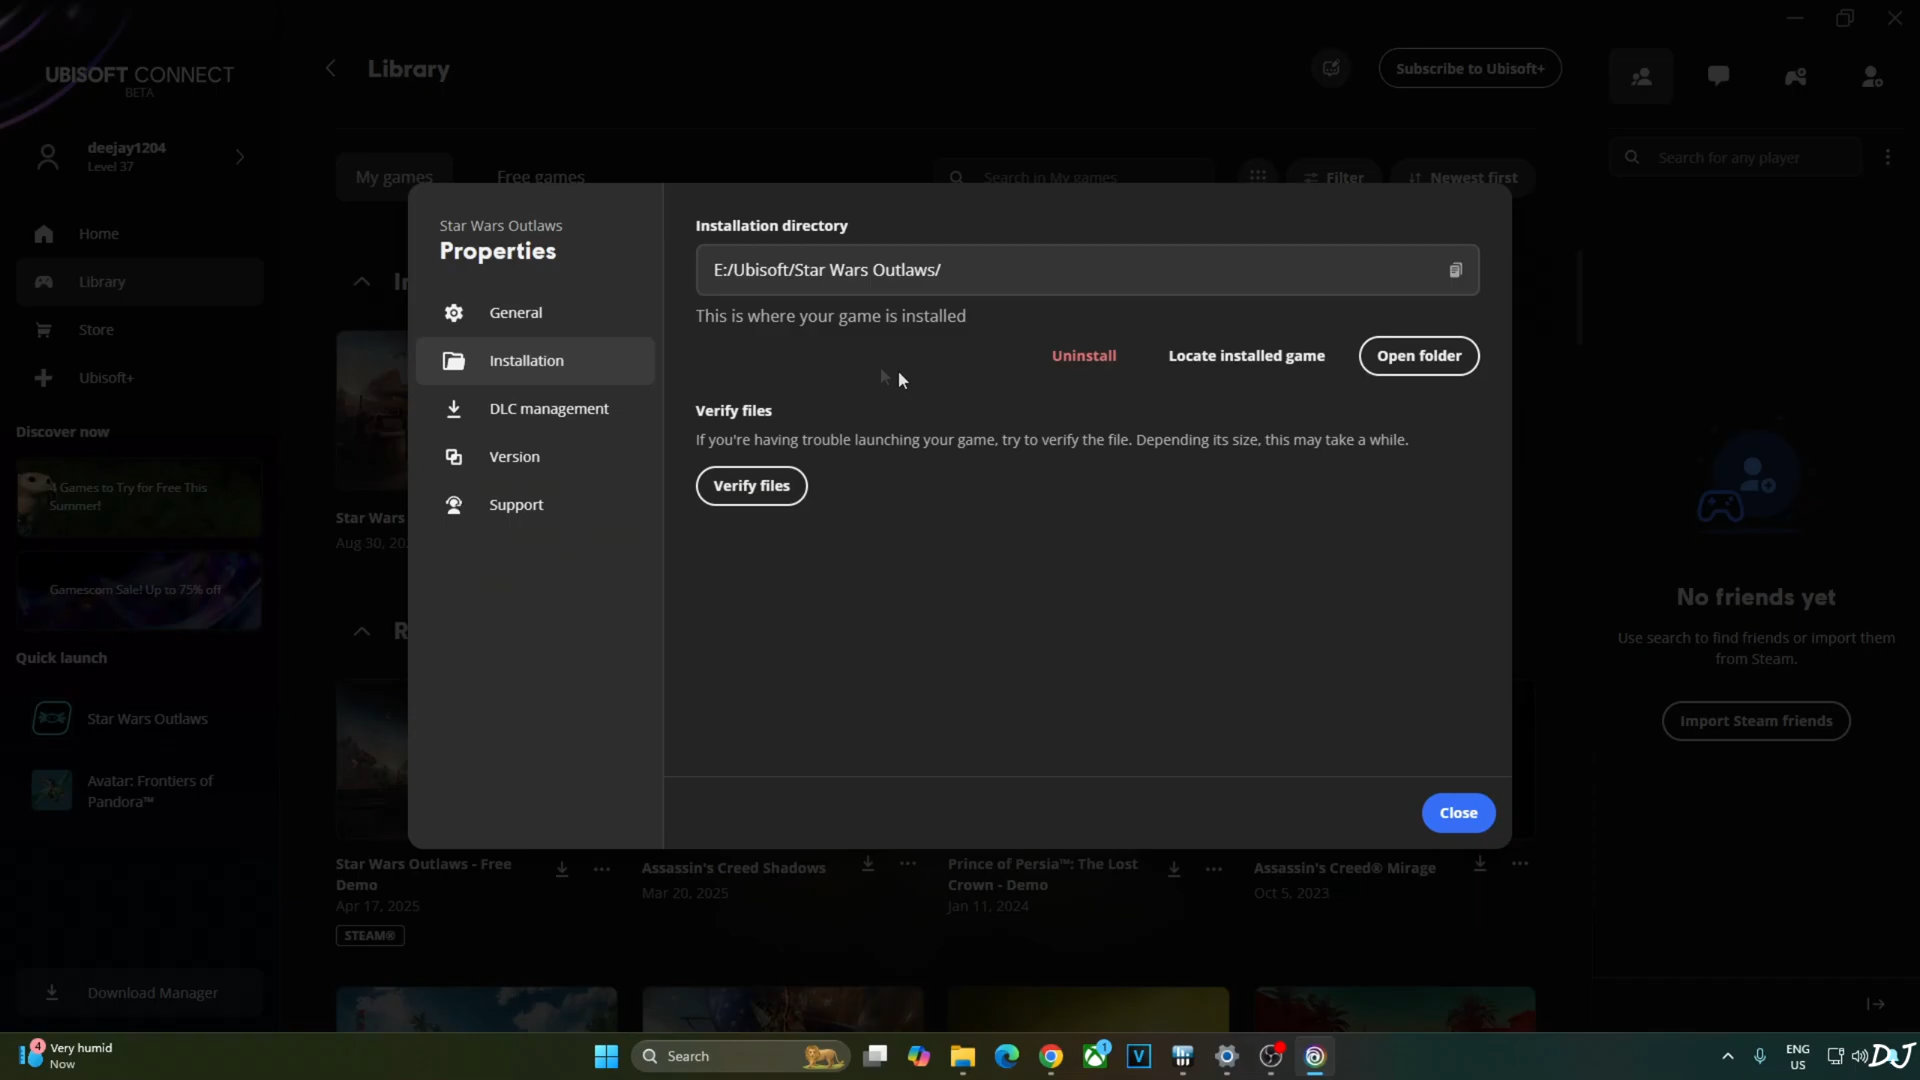 UBISOFT CONNECT
BETA
Library
Subscribe to Ubisoft+
deejay1204
Level 37
Search for any player
My games
Free games
Search in My games
Filter
Newest first
Home
Library
Store
Ubisoft+
Discover now
4 Games to Try for Free This
Summer!
Gamescom Sale! Up to 75% off
Quick launch
Star Wars Outlaws
Avatar: Frontiers of
Pandora™
Download Manager
Star Wars Outlaws
Properties
General
Installation
DLC management
Version
Support
Installation directory
E:/Ubisoft/Star Wars Outlaws/
This is where your game is installed
Uninstall
Locate installed game
Open folder
Verify files
If you're having trouble launching your game, try to verify the file. Depending its size, this may take a while.
Verify files
Close
Star Wars
Aug 30, 20
Star Wars Outlaws - Free
Demo
Apr 17, 2025
STEAM®
Assassin's Creed Shadows
Mar 20, 2025
Prince of Persia™: The Lost
Crown - Demo
Jan 11, 2024
Assassin's Creed® Mirage
Oct 5, 2023
No friends yet
Use search to find friends or import them
from Steam.
Import Steam friends
4
Very humid
Now
Search
1
V
ENG
US
DJ